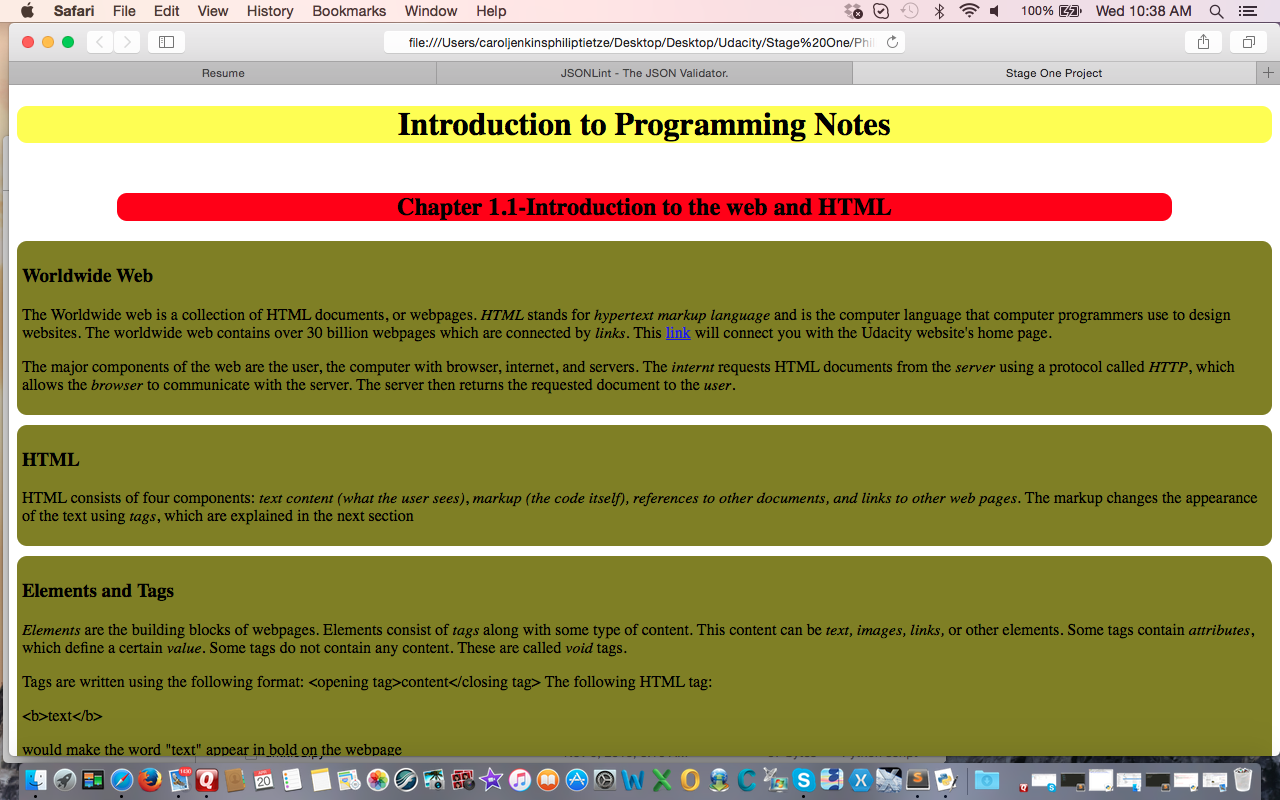 Safari File Edit View History Bookmarks Window Help 100% Wed 10:38 AM
file:///Users/caroljenkinsphiliptietze/Desktop/Desktop/Udacity/Stage%20One/Phil
Resume JSONLint - The JSON Validator. Stage One Project
Introduction to Programming Notes
Chapter 1.1-Introduction to the web and HTML
Worldwide Web
The Worldwide web is a collection of HTML documents, or webpages. HTML stands for hypertext markup language and is the computer language that computer programmers use to design
websites. The worldwide web contains over 30 billion webpages which are connected by links. This link will connect you with the Udacity website's home page.
The major components of the web are the user, the computer with browser, internet, and servers. The internt requests HTML documents from the server using a protocol called HTTP, which
allows the browser to communicate with the server. The server then returns the requested document to the user.
HTML
HTML consists of four components: text content (what the user sees), markup (the code itself), references to other documents, and links to other web pages. The markup changes the appearance
of the text using tags, which are explained in the next section
Elements and Tags
Elements are the building blocks of webpages. Elements consist of tags along with some type of content. This content can be text, images, links, or other elements. Some tags contain attributes,
which define a certain value. Some tags do not contain any content. These are called void tags.
Tags are written using the following format: <opening tag>content</closing tag> The following HTML tag:
<b>text</b>
would make the word "text" appear in bold on the webpage